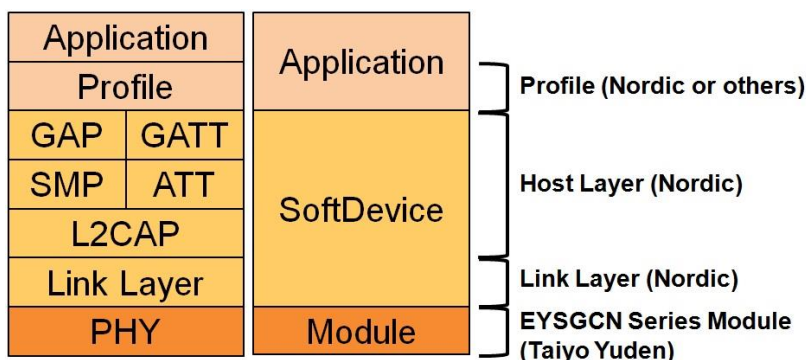 Application
Profile
GAP GATT
SMP ATT
L2CAP
Link Layer
PHY
Application
SoftDevice
Module
Profile (Nordic or others)
Host Layer (Nordic)
Link Layer (Nordic)
EYSGCN Series Module
(Taiyo Yuden)